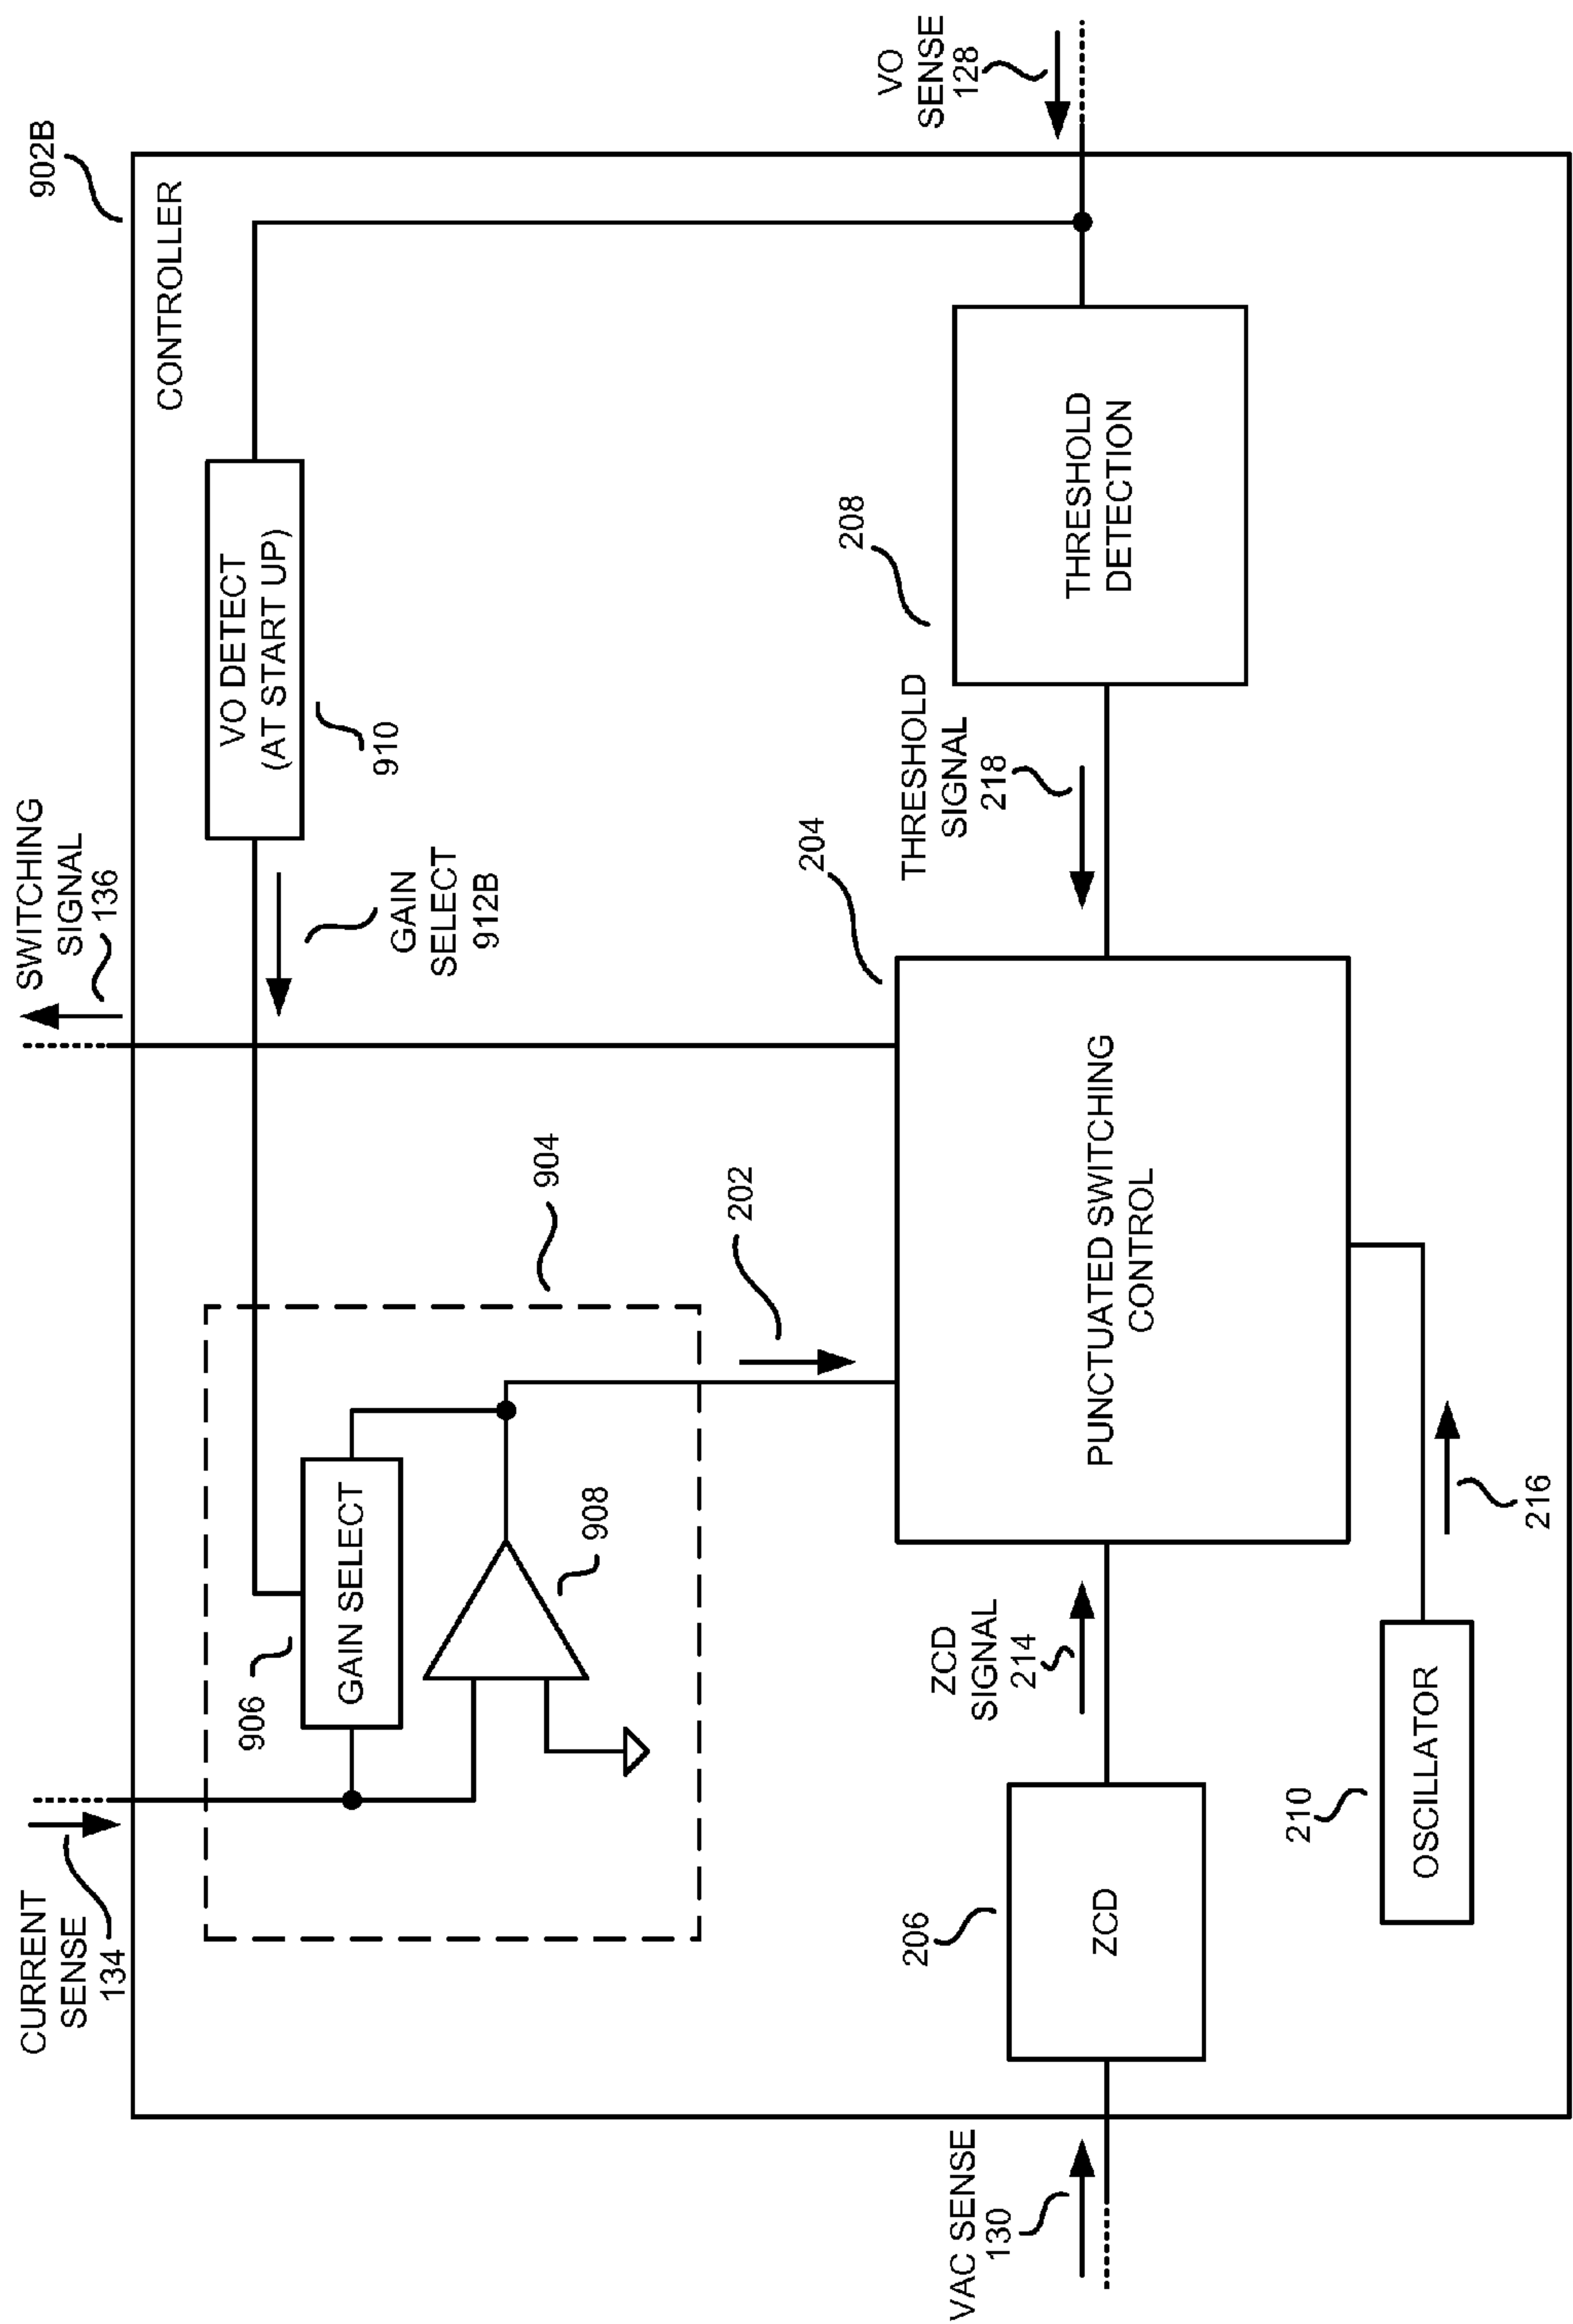 CURRENT
SENSE
134
SWITCHING
SIGNAL
136
902B
CONTROLLER
906
GAIN SELECT
908
904
GAIN
SELECT
912B
VO DETECT
(AT START UP)
910
202
VAC SENSE
130
206
ZCD
ZCD
SIGNAL
214
204
PUNCTUATED SWITCHING
CONTROL
THRESHOLD
SIGNAL
218
208
THRESHOLD
DETECTION
VO
SENSE
128
210
OSCILLATOR
216